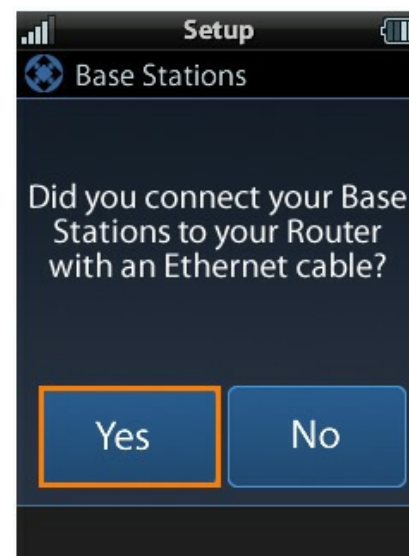 Setup
Base Stations
Did you connect your Base
Stations to your Router
with an Ethernet cable?
Yes
No